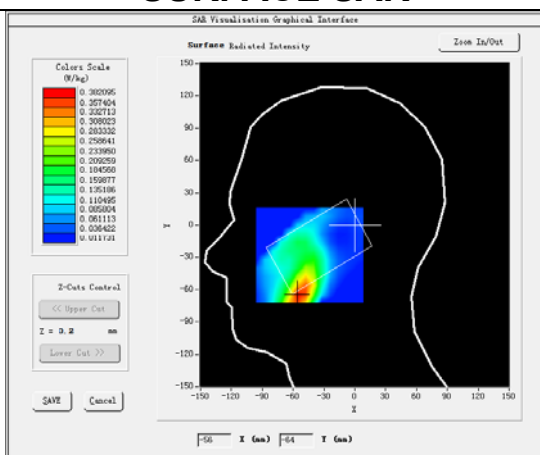 SAR Visualisation Graphical Interface
Surface Radiated Intensity
Zoom In/Out
Colors Scale
(W/kg)
0.382095
0.357404
0.332713
0.308023
0.283332
0.258641
0.233950
0.209259
0.184568
0.159877
0.135186
0.110495
0.085804
0.061113
0.036422
0.011731
150
120
90
60
30
0
-30
-60
-90
-120
-150
Y
-150 -120 -90 -60 -30 0 30 60 90 120 150
X
Z-Cuts Control
<< Upper Cut
Z = 3.2 mm
Lower Cut >>
SAVE Cancel
-56 X (mm) -64 Y (mm)